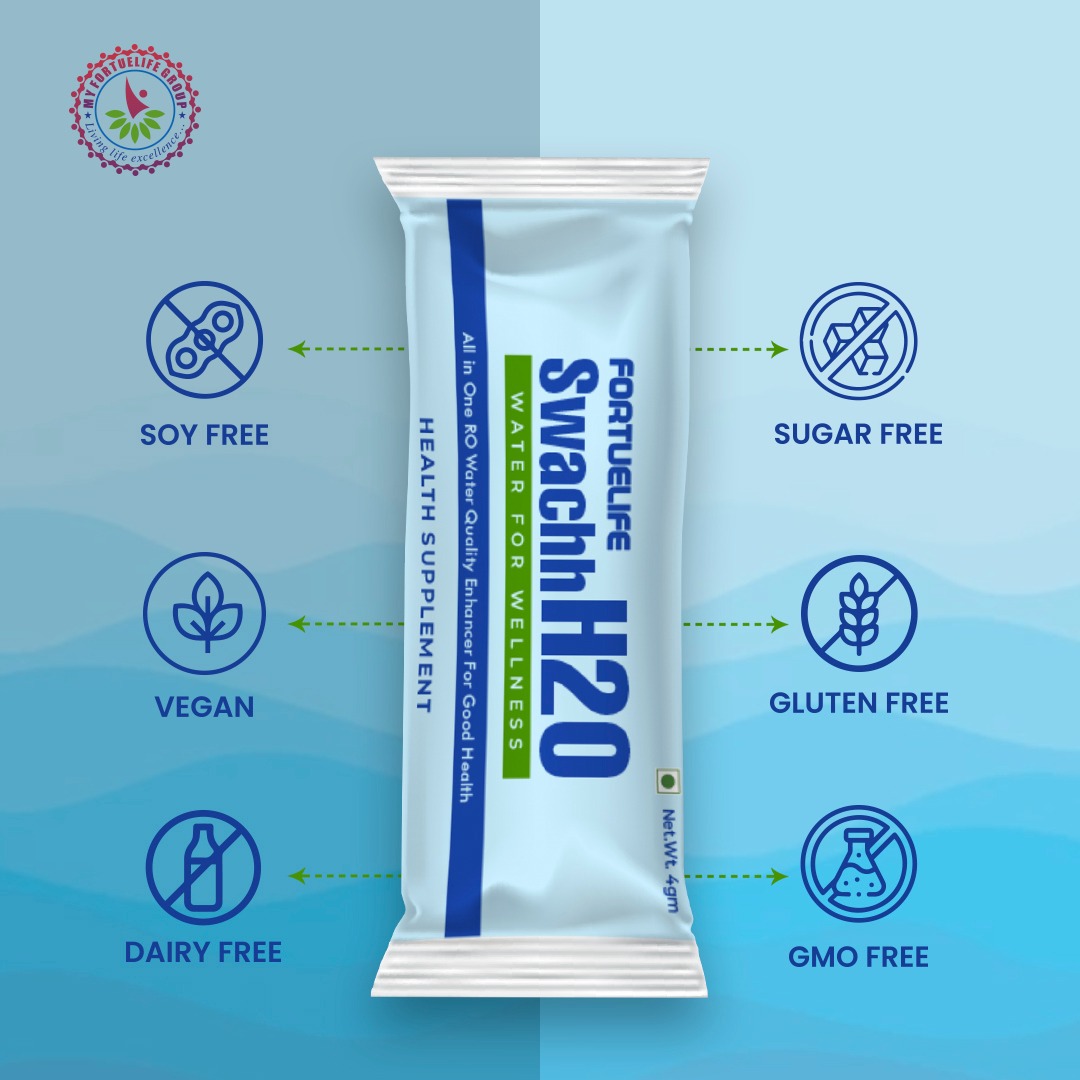 MY FORTUELIFE GROUP
Living life excellence...
SOY FREE
VEGAN
DAIRY FREE
FORTUELIFE
Swachh H2O
WATER FOR WELLNESS
All in One RO Water Quality Enhancer For Good Health
HEALTH SUPPLEMENT
Net.Wt. 4gm
SUGAR FREE
GLUTEN FREE
GMO FREE